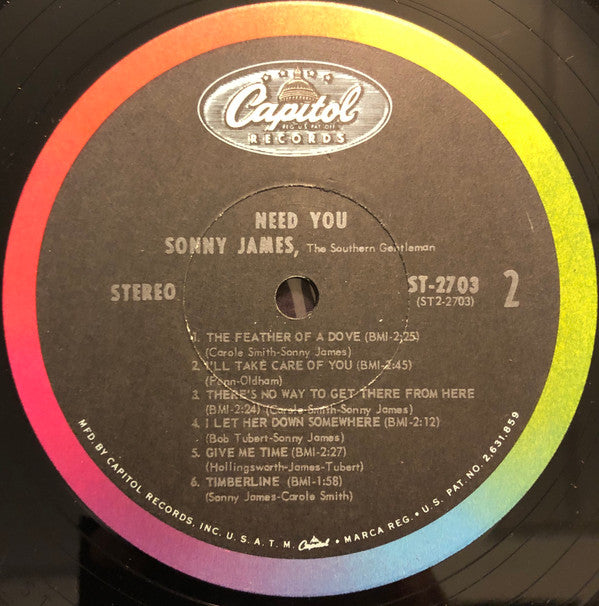 Capitol
REG. U.S. PAT. OFF.
RECORDS
NEED YOU
SONNY JAMES, The Southern Gentleman
STEREO
ST-2703
(ST2-2703)
2
1. THE FEATHER OF A DOVE (BMI-2:25)
(Carole Smith-Sonny James)
2. I'LL TAKE CARE OF YOU (BMI-2:45)
(Penn-Oldham)
3. THERE'S NO WAY TO GET THERE FROM HERE
(BMI-2:24) (Carole Smith-Sonny James)
4. I LET HER DOWN SOMEWHERE (BMI-2:12)
(Bob Tubert-Sonny James)
5. GIVE ME TIME (BMI-2:27)
(Hollingsworth-James-Tubert)
6. TIMBERLINE (BMI-1:58)
(Sonny James-Carole Smith)
MFD. BY CAPITOL RECORDS, INC. U.S.A. T.M. Capitol • MARCA REG. • U.S. PAT. NO. 2,631,859